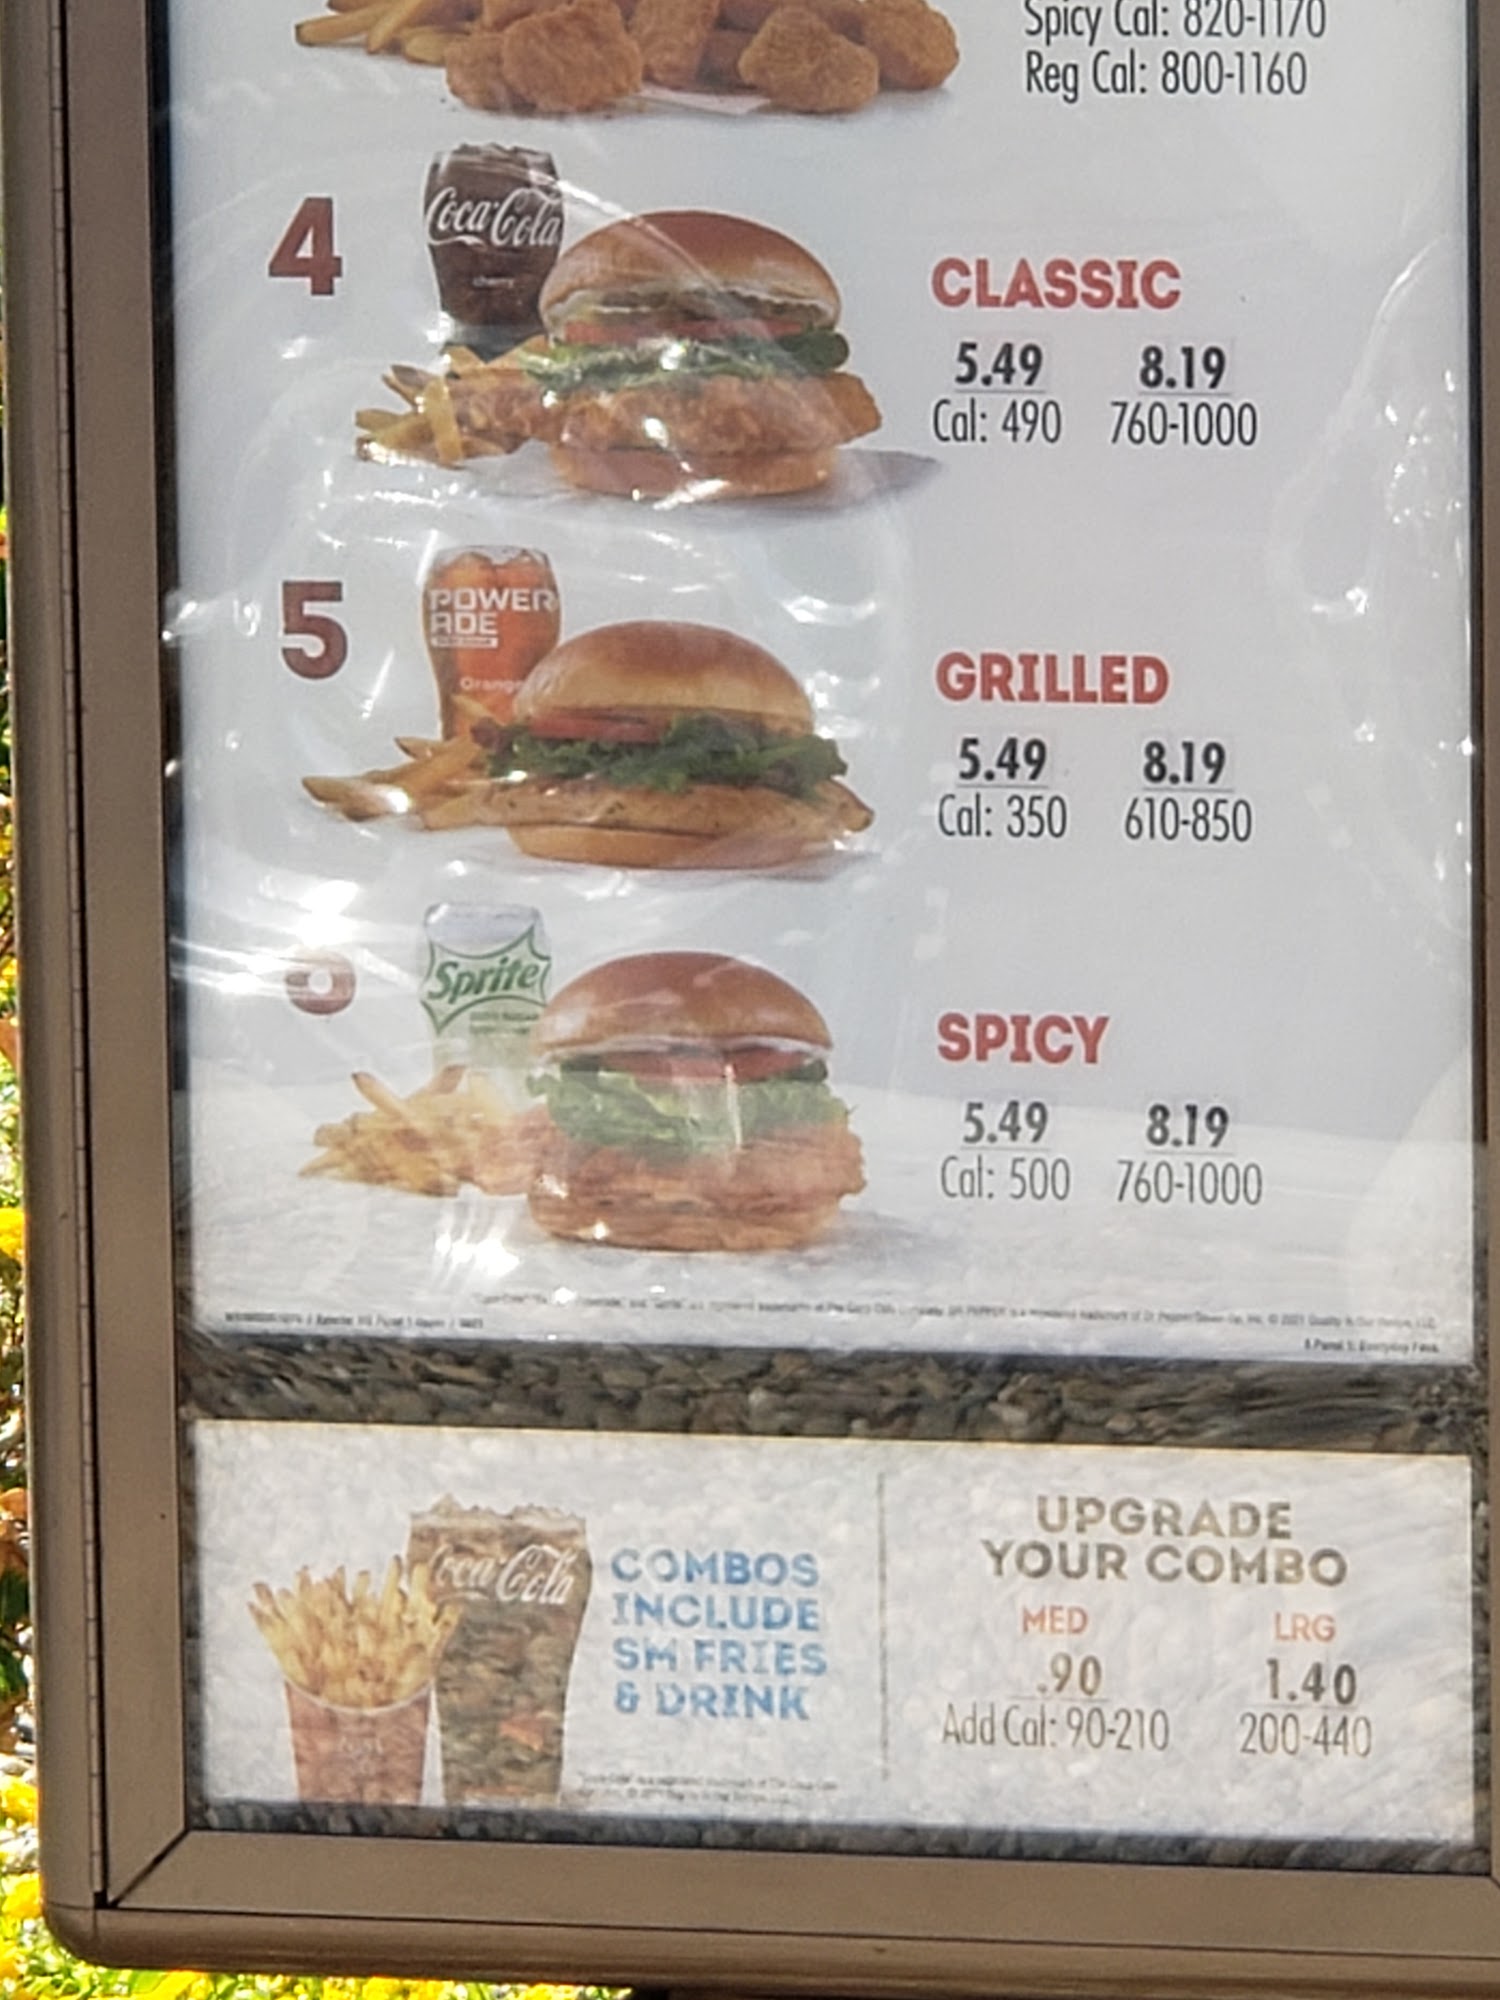 Spicy Cal: 820-1170
Reg Cal: 800-1160
4
Coca-Cola
cherry
CLASSIC
5.49 8.19
Cal: 490 760-1000
5
POWER
ADE
Orange
GRILLED
5.49 8.19
Cal: 350 610-850
6
Sprite
SPICY
5.49 8.19
Cal: 500 760-1000
Coca-Cola
COMBOS
INCLUDE
SM FRIES
& DRINK
UPGRADE
YOUR COMBO
MED LRG
.90 1.40
Add Cal: 90-210 200-440